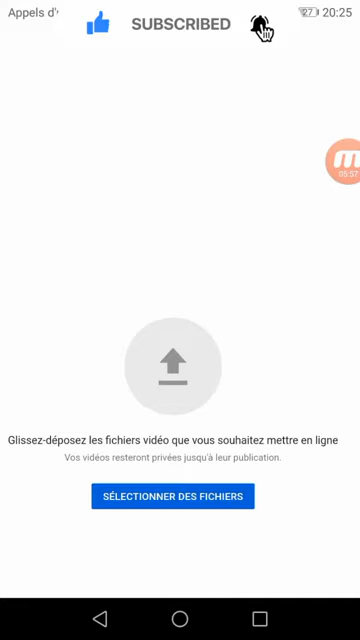 Appels d'
27 20:25
SUBSCRIBED
m
05:57
Glissez-déposez les fichiers vidéo que vous souhaitez mettre en ligne
Vos vidéos resteront privées jusqu'à leur publication.
SÉLECTIONNER DES FICHIERS